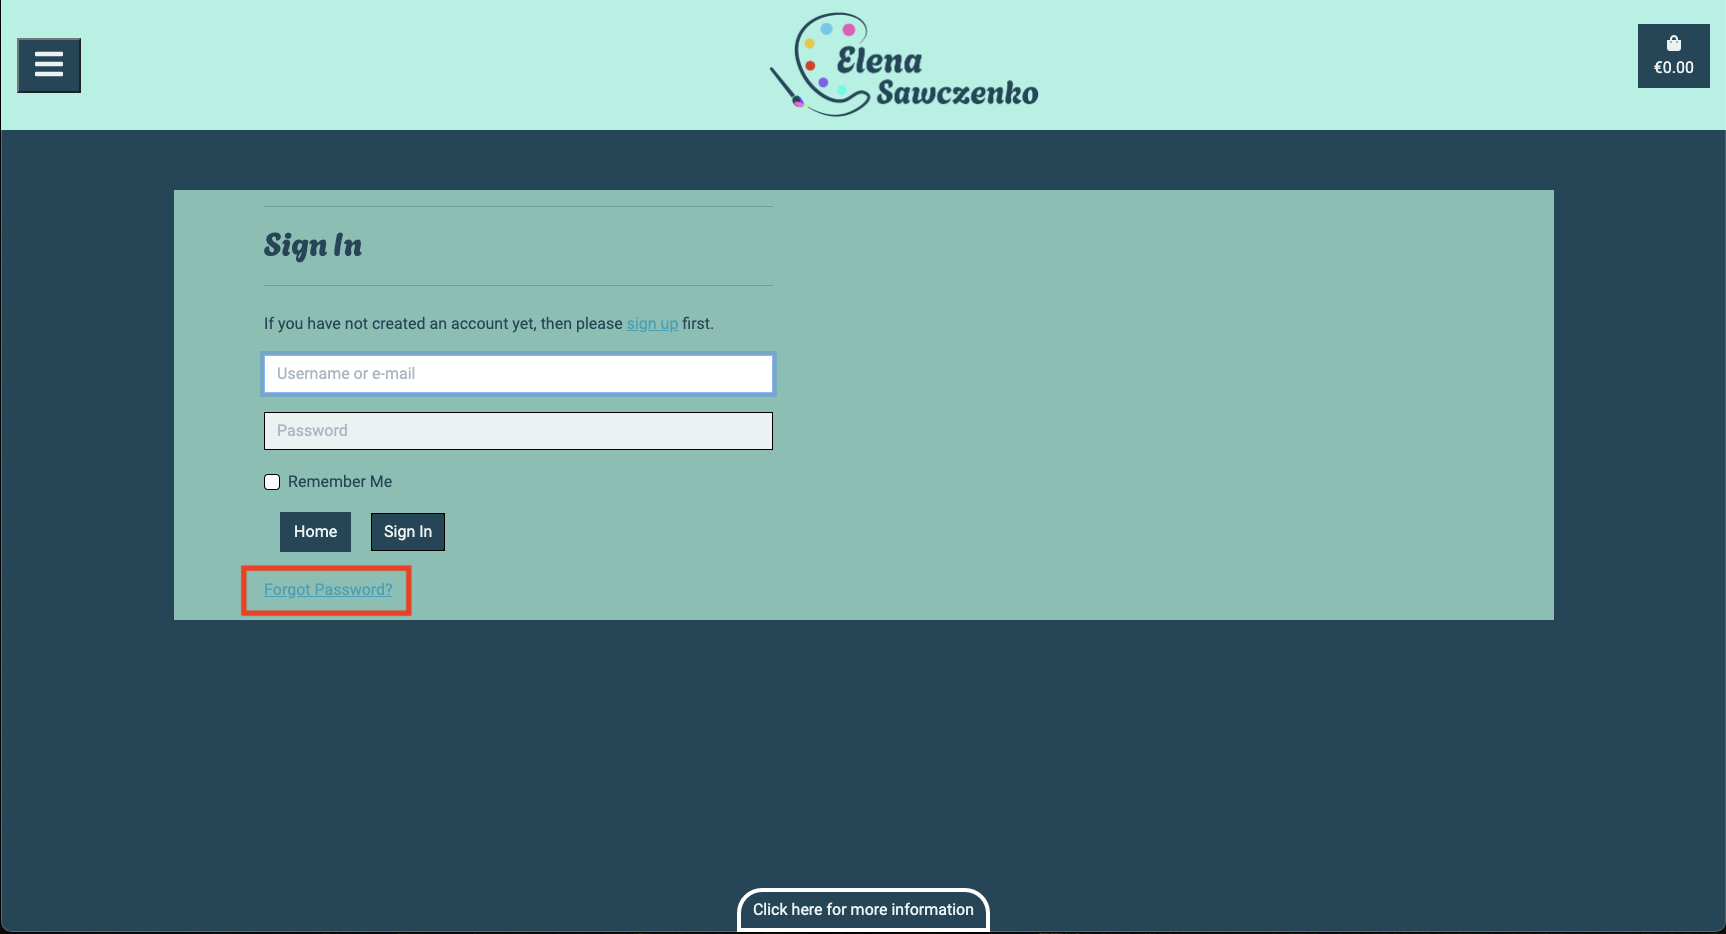 Elena
Sawczenko
€0.00
Sign In
If you have not created an account yet, then please sign up first.
Username or e-mail
Password
Remember Me
Home Sign In
Forgot Password?
Click here for more information